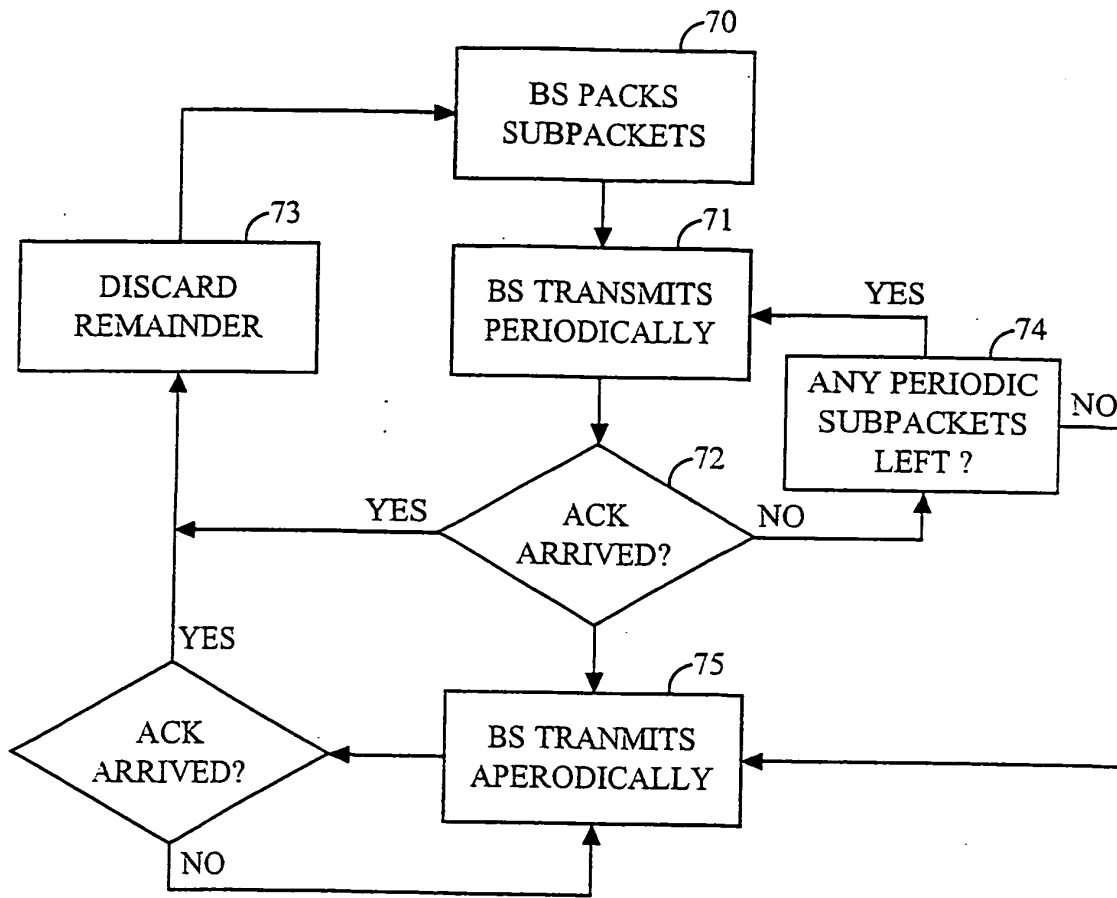 70
BS PACKS
SUBPACKETS
73
DISCARD
REMAINDER
71
BS TRANSMITS
PERIODICALLY
YES
74
ANY PERIODIC
SUBPACKETS
LEFT ?
NO
72
ACK
ARRIVED?
YES
NO
75
BS TRANMITS
APERODICALLY
YES
ACK
ARRIVED?
NO